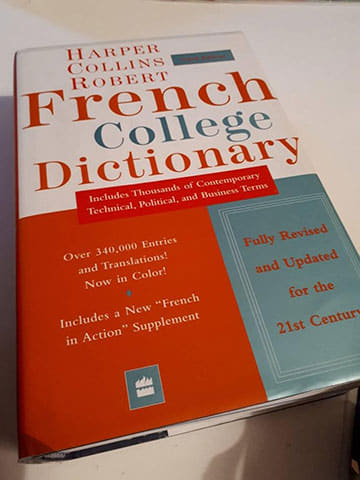 HARPER
COLLINS
ROBERT
French
College
Dictionary
Includes Thousands of Contemporary
Technical, Political, and Business Terms
Over 340,000 Entries
and Translations!
Now in Color!
Includes a New “French
in Action” Supplement
Fully Revised
and Updated
for the
21st Century